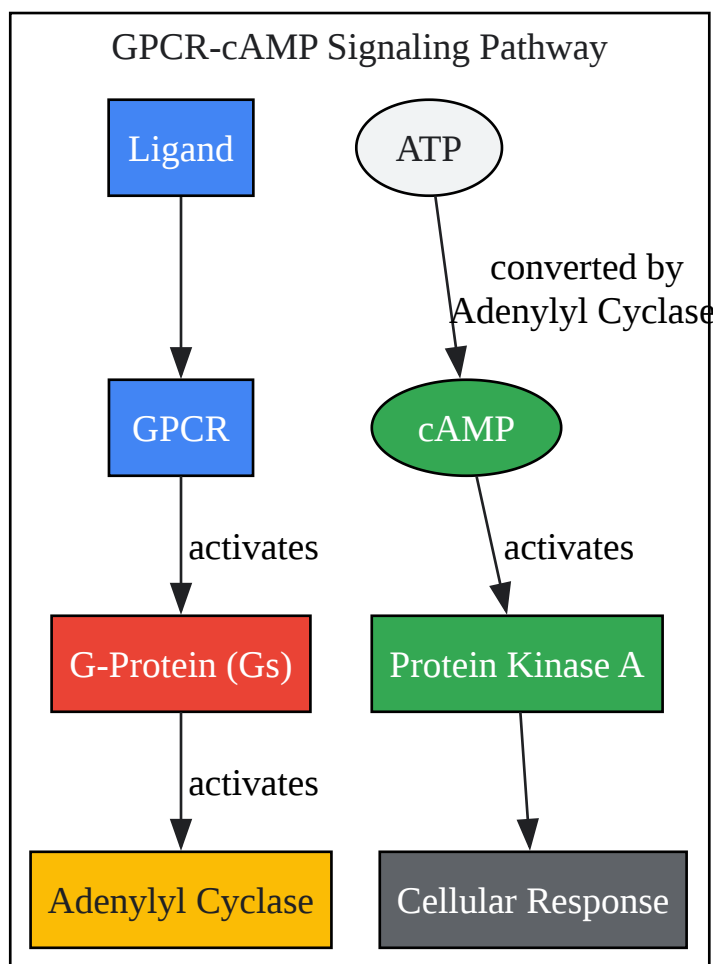 GPCR-cAMP Signaling Pathway
Ligand
ATP
converted by
Adenylyl Cyclase
GPCR
cAMP
activates
activates
G-Protein (Gs)
Protein Kinase A
activates
Adenylyl Cyclase
Cellular Response